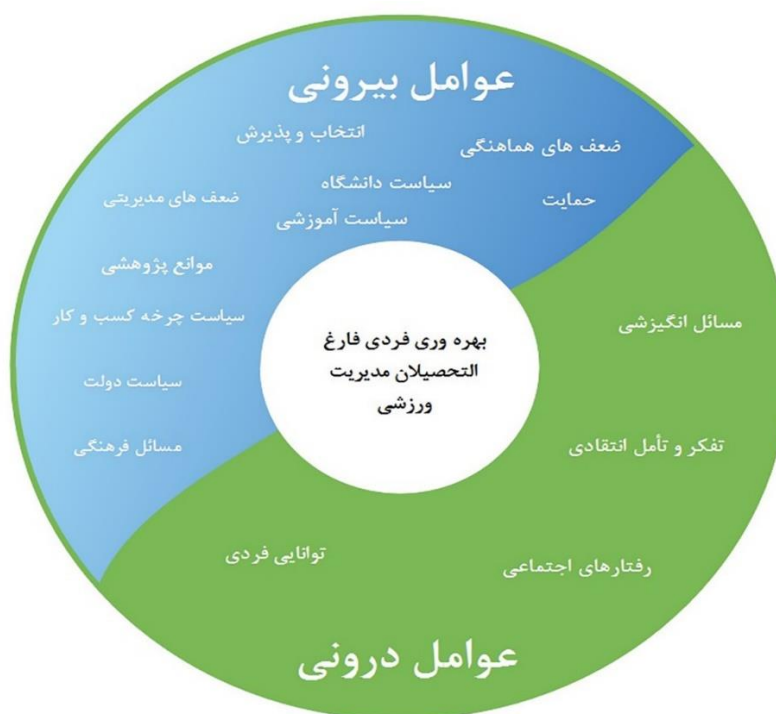 عوامل بیرونی
انتخاب و پذیرش
ضعف های هماهنگی
سیاست دانشگاه
حمایت
ضعف های مدیریتی
سیاست آموزشی
موانع پژوهشی
سیاست چرخه کسب و کار
سیاست دولت
مسائل فرهنگی
بهره وری فردی فارغ
التحصیلان مدیریت
ورزشی
مسائل انگیزشی
تفکر و تأمل انتقادی
توانایی فردی
رفتارهای اجتماعی
عوامل درونی